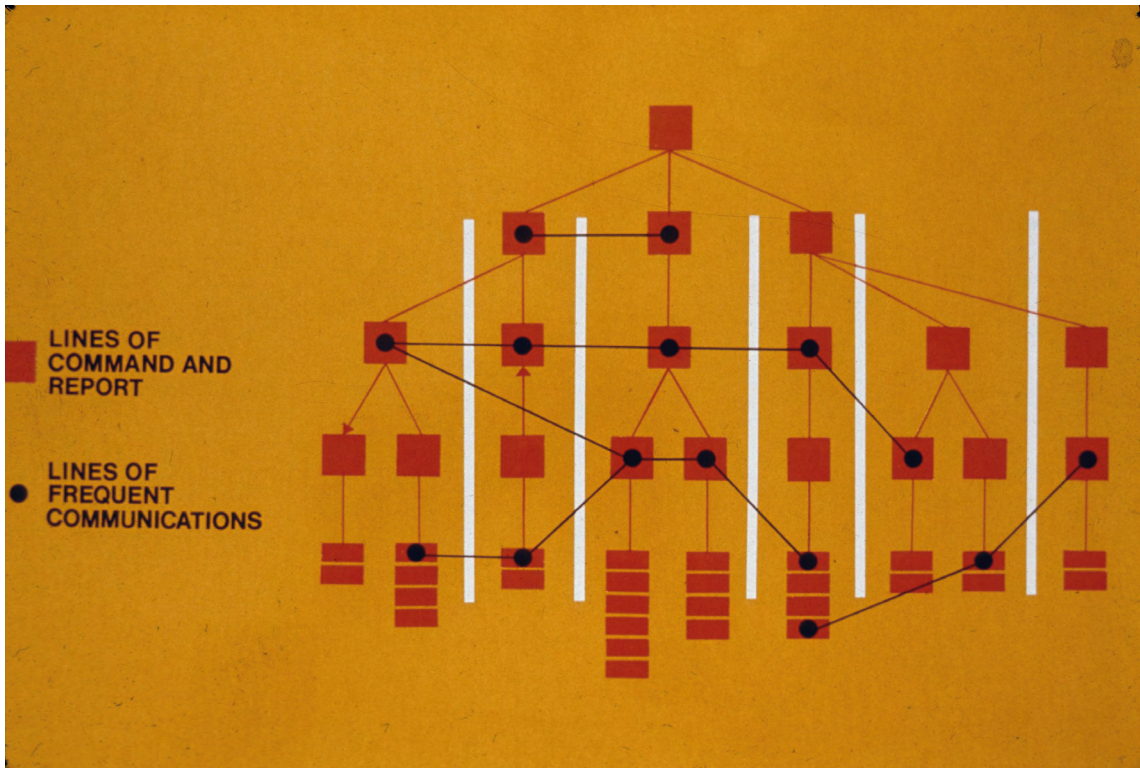 LINES OF
COMMAND AND
REPORT
LINES OF
FREQUENT
COMMUNICATIONS